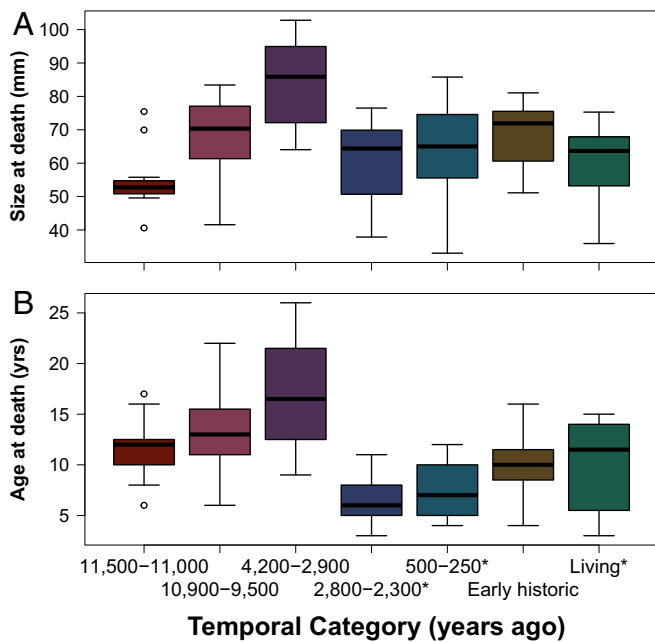 A
Size at death (mm)
100
90
80
70
60
50
40
B
Age at death (yrs)
25
20
15
10
5
11,500−11,000 4,200−2,900 500−250* Living*
10,900−9,500 2,800−2,300* Early historic
Temporal Category (years ago)